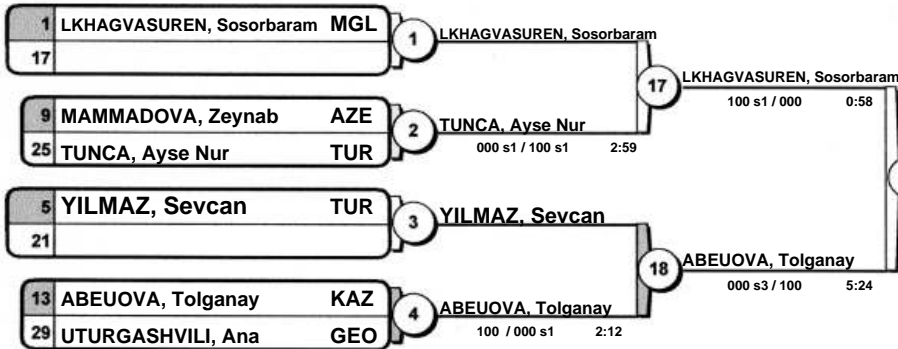 1 LKHAGVASUREN, Sosorbaram MGL
17
1
LKHAGVASUREN, Sosorbaram
9 MAMMADOVA, Zeynab AZE
25 TUNCA, Ayse Nur TUR
2
TUNCA, Ayse Nur
000 s1 / 100 s1 2:59
17
LKHAGVASUREN, Sosorbaram
100 s1 / 000 0:58
5 YILMAZ, Sevcan TUR
21
3
YILMAZ, Sevcan
13 ABEUOVA, Tolganay KAZ
29 UTURGASHVILI, Ana GEO
4
ABEUOVA, Tolganay
100 / 000 s1 2:12
18
ABEUOVA, Tolganay
000 s3 / 100 5:24